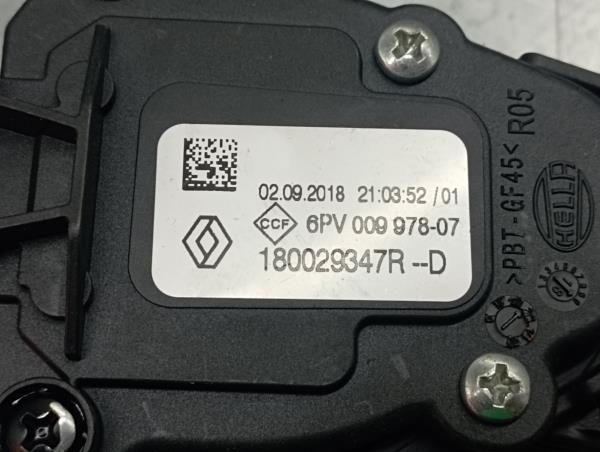 02.09.2018 21:03:52 /01
CCF 6PV 009 978-07
180029347R --D
>PBT-GF45< R05
HELLA